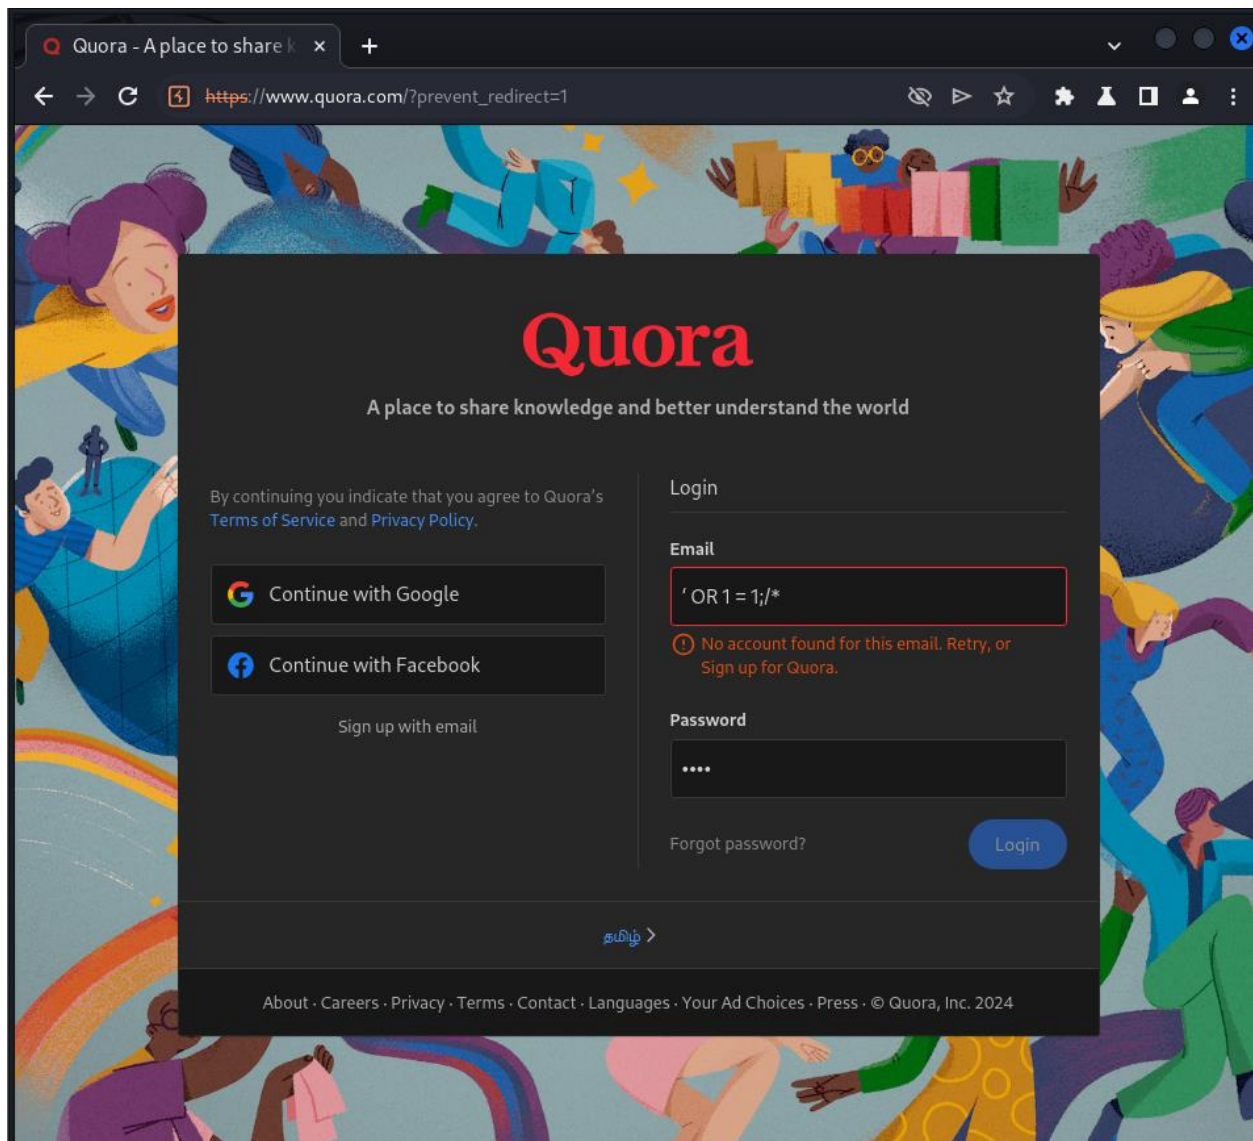 Quora - A place to share k
https://www.quora.com/?prevent_redirect=1
Quora
A place to share knowledge and better understand the world
By continuing you indicate that you agree to Quora's
Terms of Service and Privacy Policy.
Continue with Google
Continue with Facebook
Sign up with email
Login
Email
‘ OR 1 = 1;/*
No account found for this email. Retry, or
Sign up for Quora.
Password
••••
Forgot password?
Login
தமிழ் >
About · Careers · Privacy · Terms · Contact · Languages · Your Ad Choices · Press · © Quora, Inc. 2024